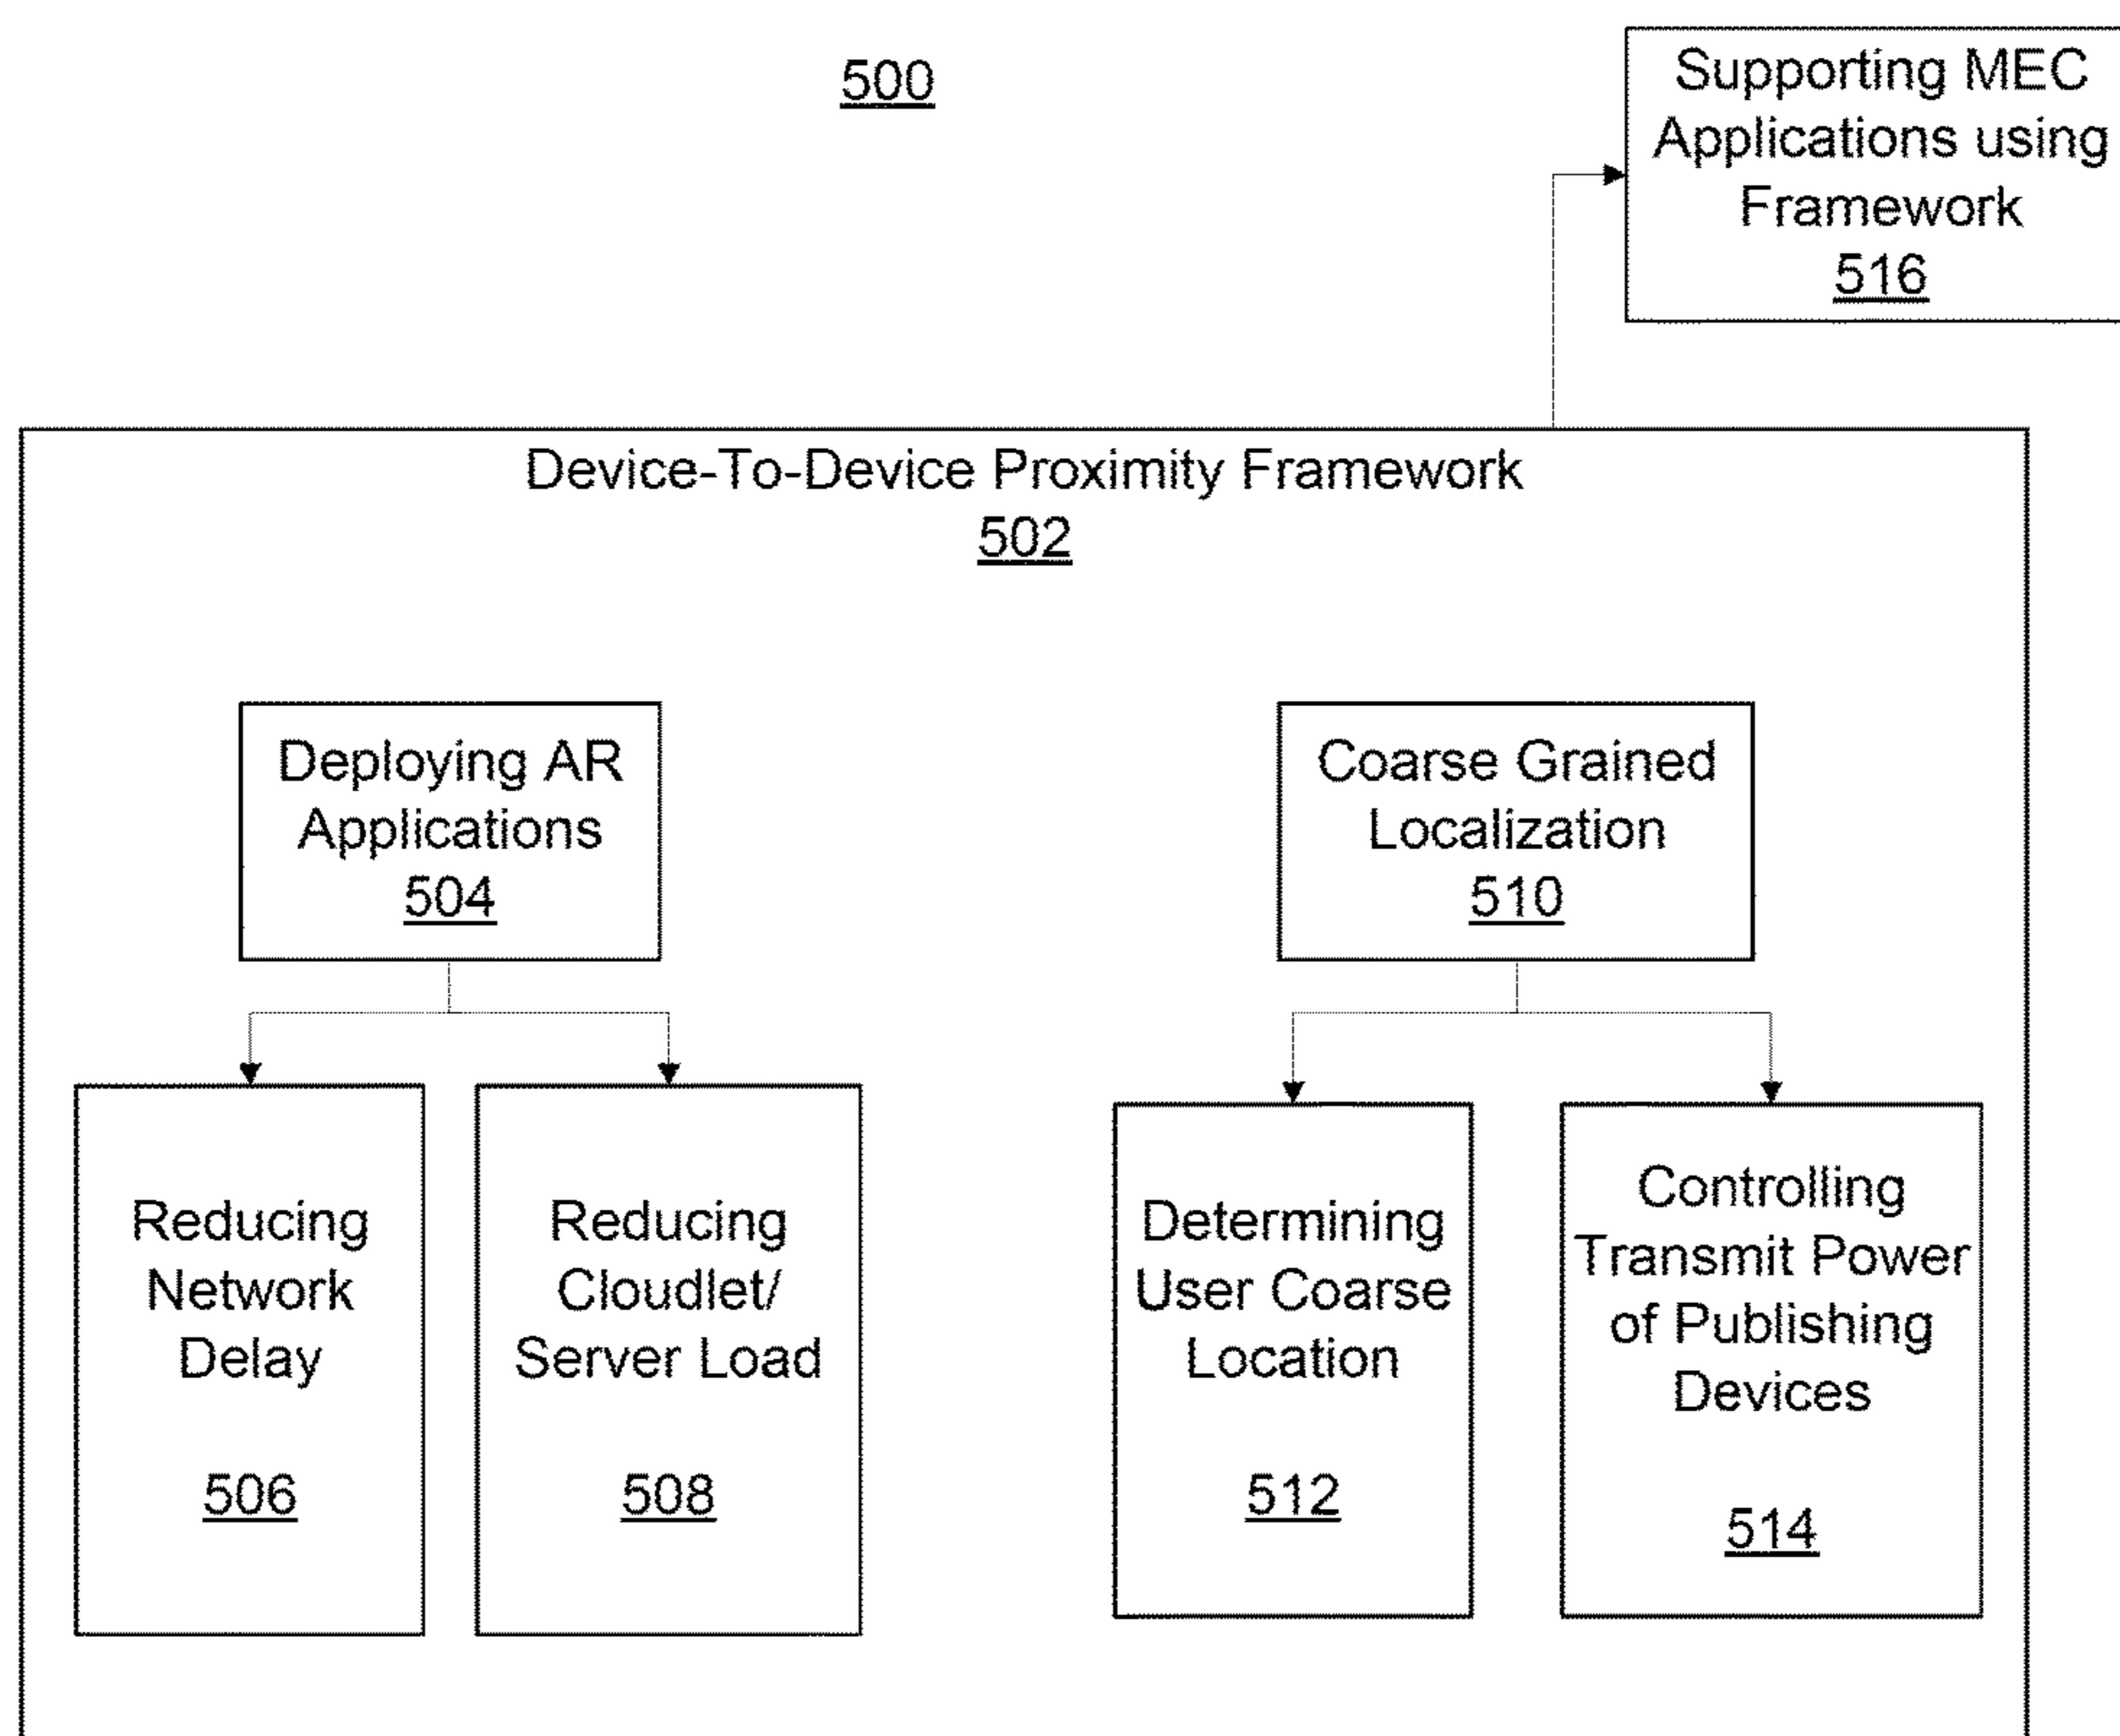 500
Supporting MEC
Applications using
Framework
516
Device-To-Device Proximity Framework
502
Deploying AR
Applications
504
Coarse Grained
Localization
510
Reducing
Network
Delay
506
Reducing
Cloudlet/
Server Load
508
Determining
User Coarse
Location
512
Controlling
Transmit Power
of Publishing
Devices
514